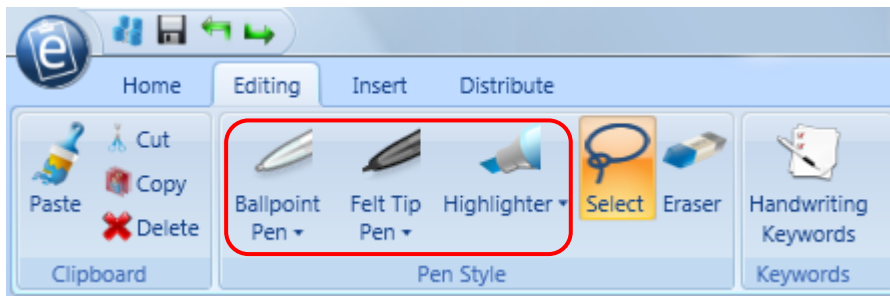 e
Home Editing Insert Distribute
Paste
Cut
Copy
Delete
Clipboard
Ballpoint
Pen
Felt Tip
Pen
Highlighter
Select
Eraser
Pen Style
Handwriting
Keywords
Keywords